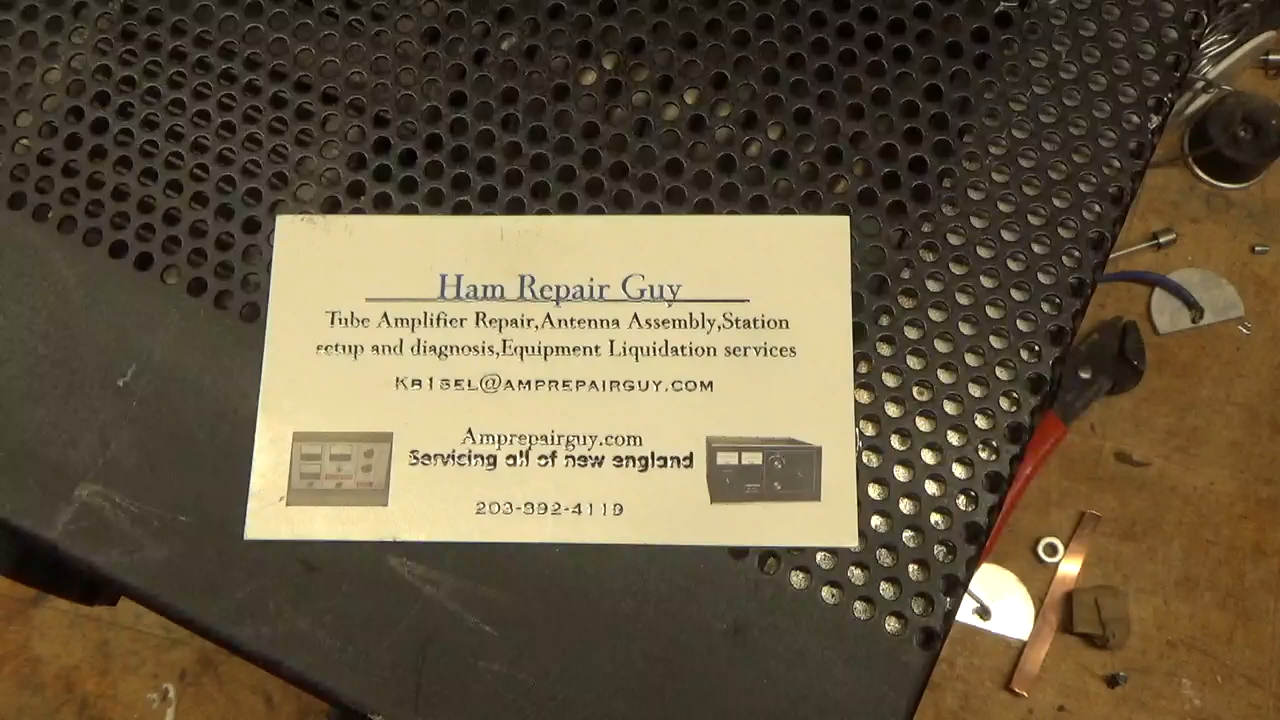 Ham Repair Guy
Tube Amplifier Repair,Antenna Assembly,Station
setup and diagnosis,Equipment Liquidation services
KB1SEL@AMPREPAIRGUY.COM
Amprepairguy.com
Servicing all of new england
203-892-4119